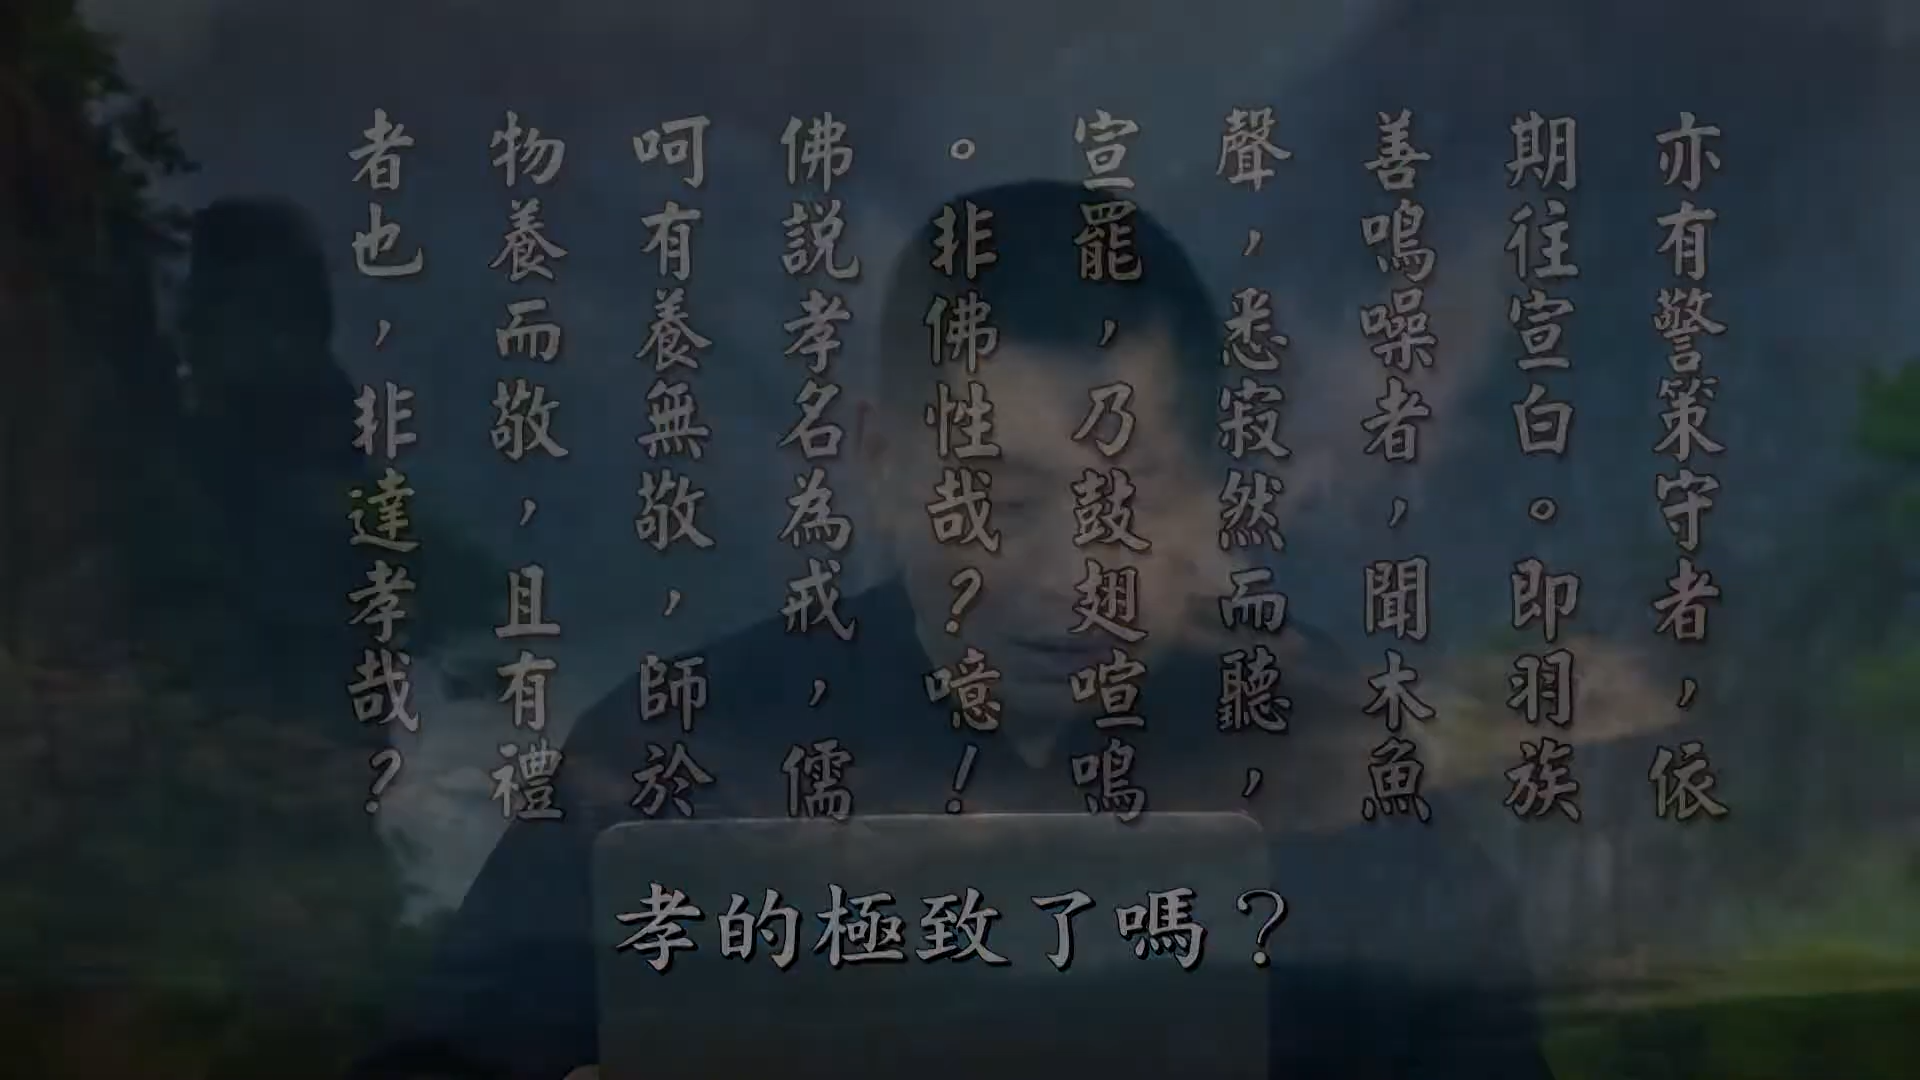 亦有警策守者，依
期往宣白。即羽族
善鳴噪者，聞木魚
聲，悉寂然而聽，
宣罷，乃鼓翅喧鳴
。非佛性哉？噫！
佛説孝名為戒，儒
呵有養無敬，師於
物養而敬，且有禮
者也，非達孝哉？
孝的極致了嗎？